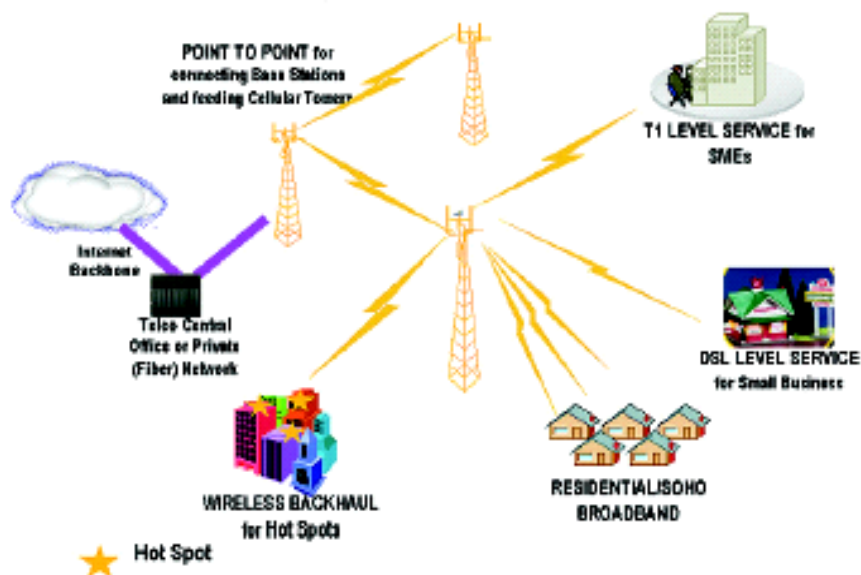 POINT TO POINT for
connecting Base Stations
and feeding Cellular Towers
T1 LEVEL SERVICE for
SMEs
Internet
Backbone
Telco Central
Office or Private
(Fiber) Network
DSL LEVEL SERVICE
for Small Business
WIRELESS BACKHAUL
for Hot Spots
RESIDENTIAL/SOHO
BROADBAND
Hot Spot